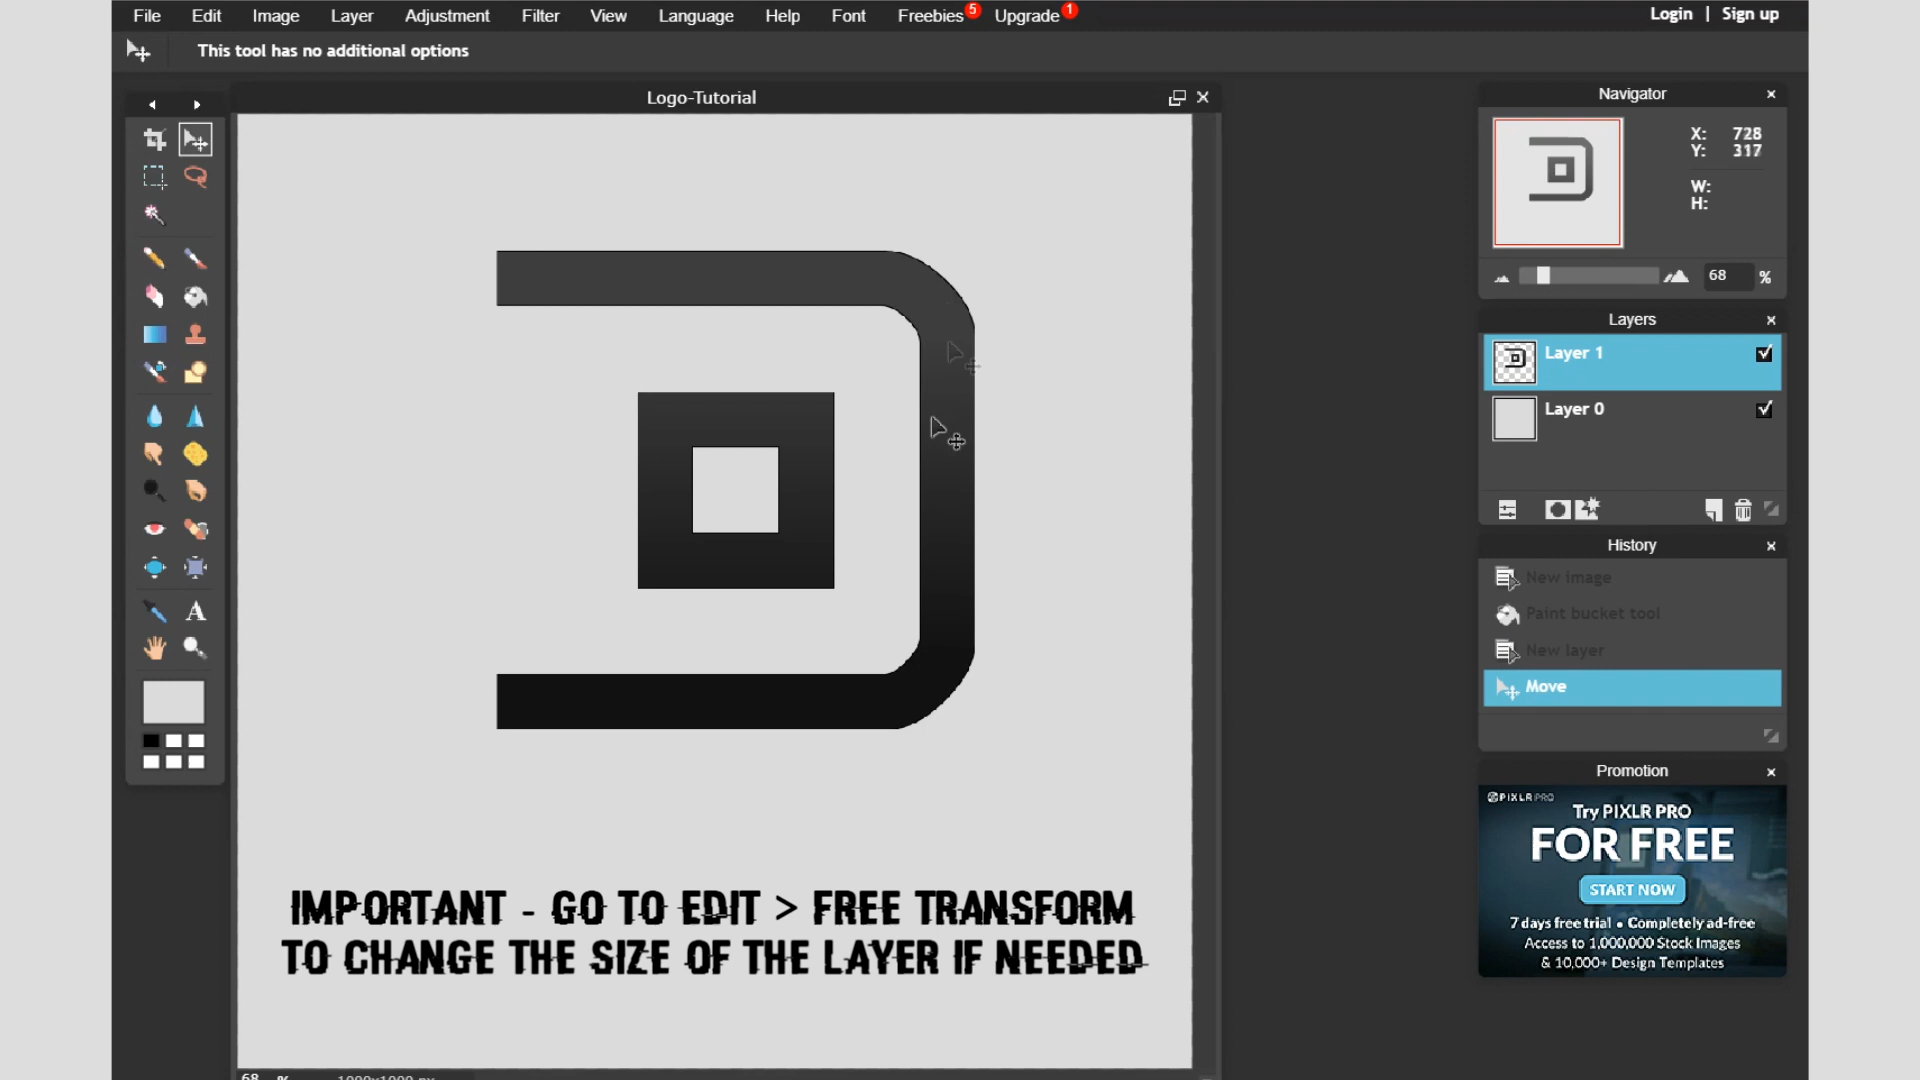 File Edit Image Layer Adjustment Filter View Language Help Font Freebies 5 Upgrade 1 Login | Sign up
This tool has no additional options
Logo-Tutorial
Navigator
X: 728
Y: 317
W:
H:
68 %
Layers
Layer 1
Layer 0
History
New image
Paint bucket tool
New layer
Move
Promotion
PIXLR PRO
Try PIXLR PRO
FOR FREE
START NOW
7 days free trial • Completely ad-free
Access to 1,000,000 Stock Images
& 10,000+ Design Templates
A
IMPORTANT - GO TO EDIT > FREE TRANSFORM
TO CHANGE THE SIZE OF THE LAYER IF NEEDED
68 %